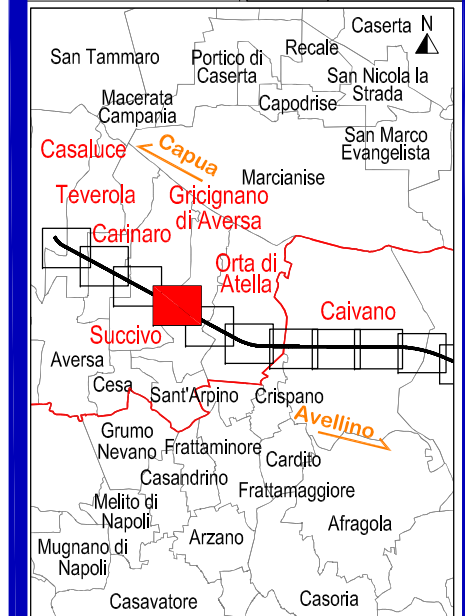 Caserta
N
San Tammaro
Portico di
Caserta
Recale
San Nicola la
Strada
Macerata
Campania
Capodrise
San Marco
Evangelista
Casaluce
Capua
Marcianise
Teverola
Gricignano
di Aversa
Carinaro
Orta di
Atella
Caivano
Succivo
Aversa
Cesa
Sant'Arpino
Crispano
Avellino
Grumo
Nevano
Frattaminore
Cardito
Casandrino
Frattamaggiore
Melito di
Napoli
Afragola
Arzano
Mugnano di
Napoli
Casavatore
Casoria